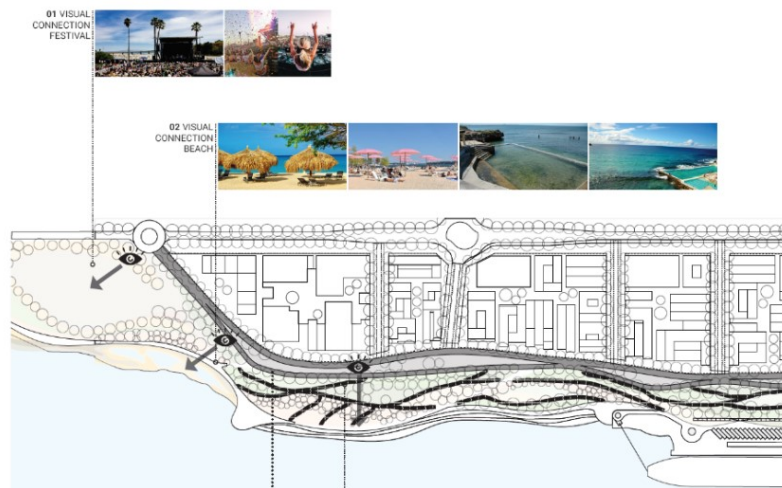 01 VISUAL
CONNECTION
FESTIVAL
02 VISUAL
CONNECTION
BEACH